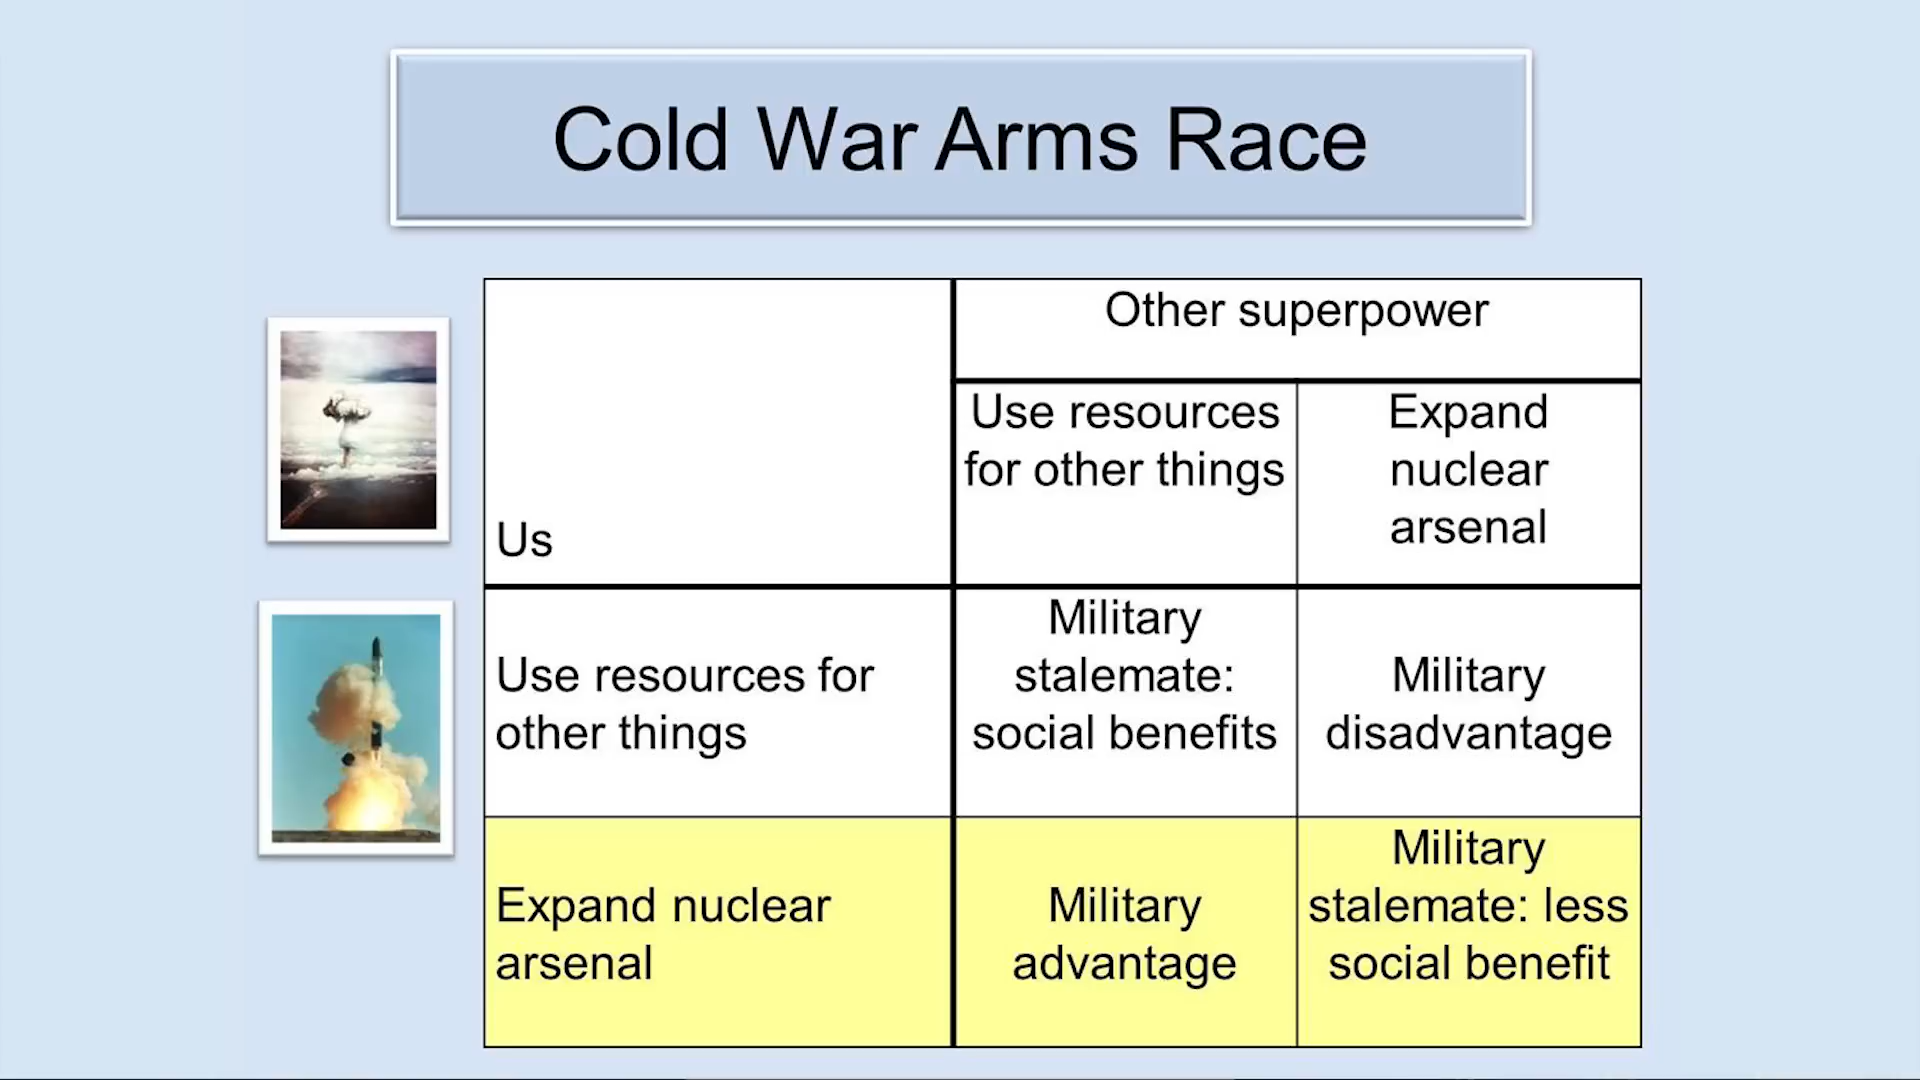 Cold War Arms Race
Other superpower
Us
Use resources
for other things
Expand
nuclear
arsenal
Use resources for
other things
Military
stalemate:
social benefits
Military
disadvantage
Expand nuclear
arsenal
Military
advantage
Military
stalemate: less
social benefit